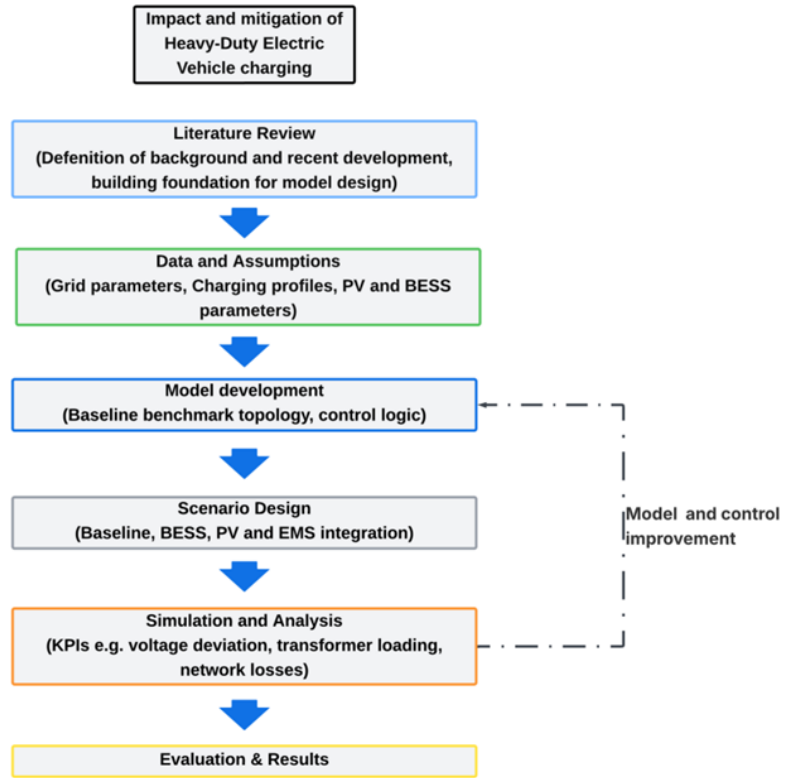 Impact and mitigation of
Heavy-Duty Electric
Vehicle charging
Literature Review
(Defenition of background and recent development,
building foundation for model design)
Data and Assumptions
(Grid parameters, Charging profiles, PV and BESS
parameters)
Model development
(Baseline benchmark topology, control logic)
Scenario Design
(Baseline, BESS, PV and EMS integration)
Model and control
improvement
Simulation and Analysis
(KPIs e.g. voltage deviation, transformer loading,
network losses)
Evaluation & Results